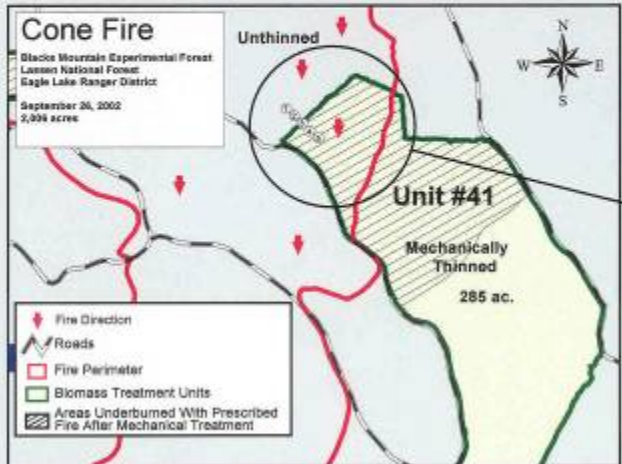 Cone Fire
Blacks Mountain Experimental Forest
Lassen National Forest
Eagle Lake Ranger District
September 26, 2002
2,006 acres
Unthinned
N
W E
S
Unit #41
Mechanically
Thinned
285 ac.
Fire Direction
Roads
Fire Perimeter
Biomass Treatment Units
Areas Underburned With Prescribed
Fire After Mechanical Treatment